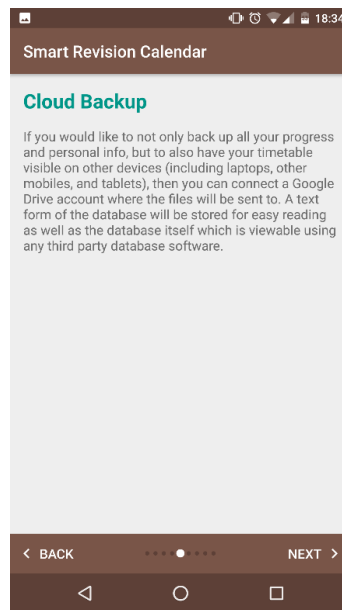 18:34
Smart Revision Calendar
Cloud Backup
If you would like to not only back up all your progress
and personal info, but to also have your timetable
visible on other devices (including laptops, other
mobiles, and tablets), then you can connect a Google
Drive account where the files will be sent to. A text
form of the database will be stored for easy reading
as well as the database itself which is viewable using
any third party database software.
BACK
NEXT